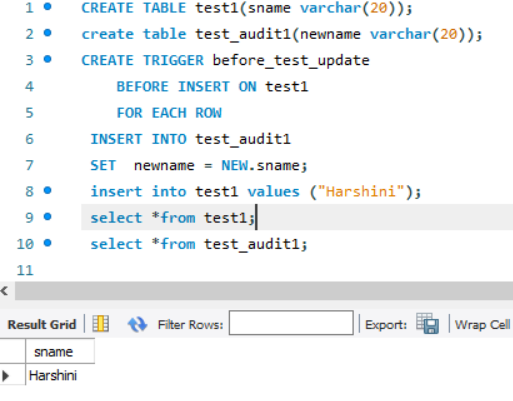 1 CREATE TABLE test1(sname varchar(20));
2 create table test_audit1(newname varchar(20));
3 CREATE TRIGGER before_test_update
4 BEFORE INSERT ON test1
5 FOR EACH ROW
6 INSERT INTO test_audit1
7 SET newname = NEW.sname;
8 insert into test1 values ("Harshini");
9 select *from test1;
10 select *from test_audit1;
11
Result Grid Filter Rows: Export: Wrap Cell
sname
Harshini